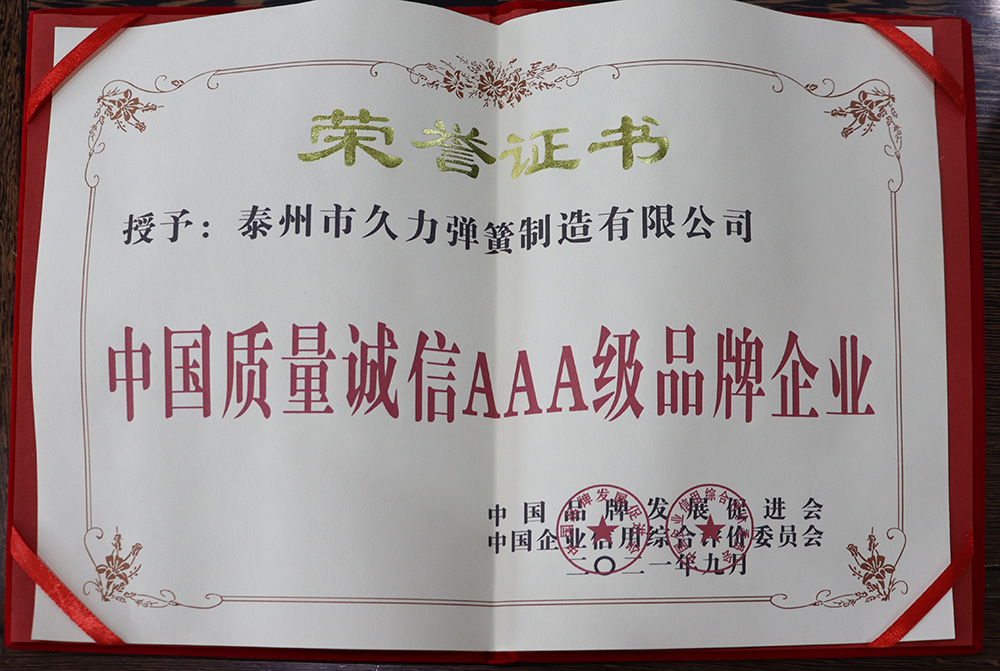 荣誉证书
授予：泰州市久力弹簧制造有限公司
中国质量诚信AAA级品牌企业
中国品牌发展促进会
中国企业信用综合评价委员会
二〇二一年九月